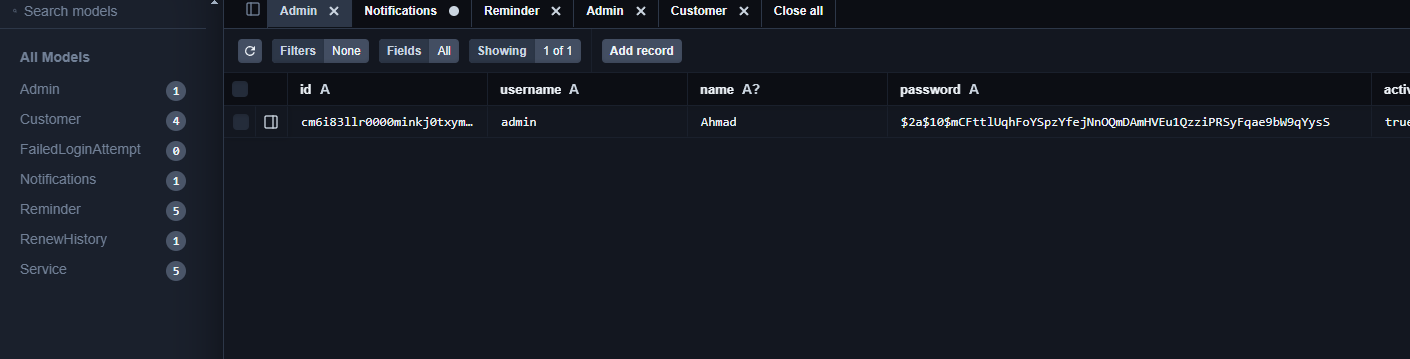 Search models
Admin Notifications Reminder Admin Customer Close all
Filters None Fields All Showing 1 of 1 Add record
All Models
Admin 1
Customer 4
FailedLoginAttempt 0
Notifications 1
Reminder 5
RenewHistory 1
Service 5
id A username A name A? password A activ
cm6i83llr0000minkj0txym… admin Ahmad $2a$10$mCFttlUqhFoYSpzYfejNnOQmDAmHVEu1QzziPRSyFqae9bW9qYysS true